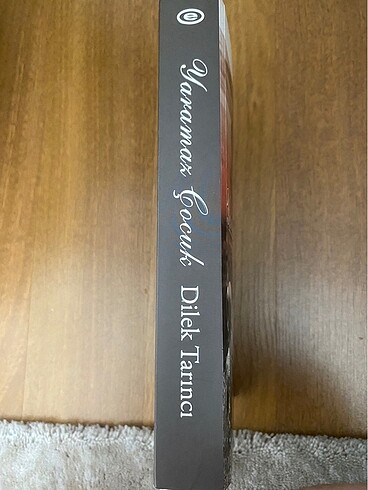 Yaramaz Çocuk Dilek Tarıncı